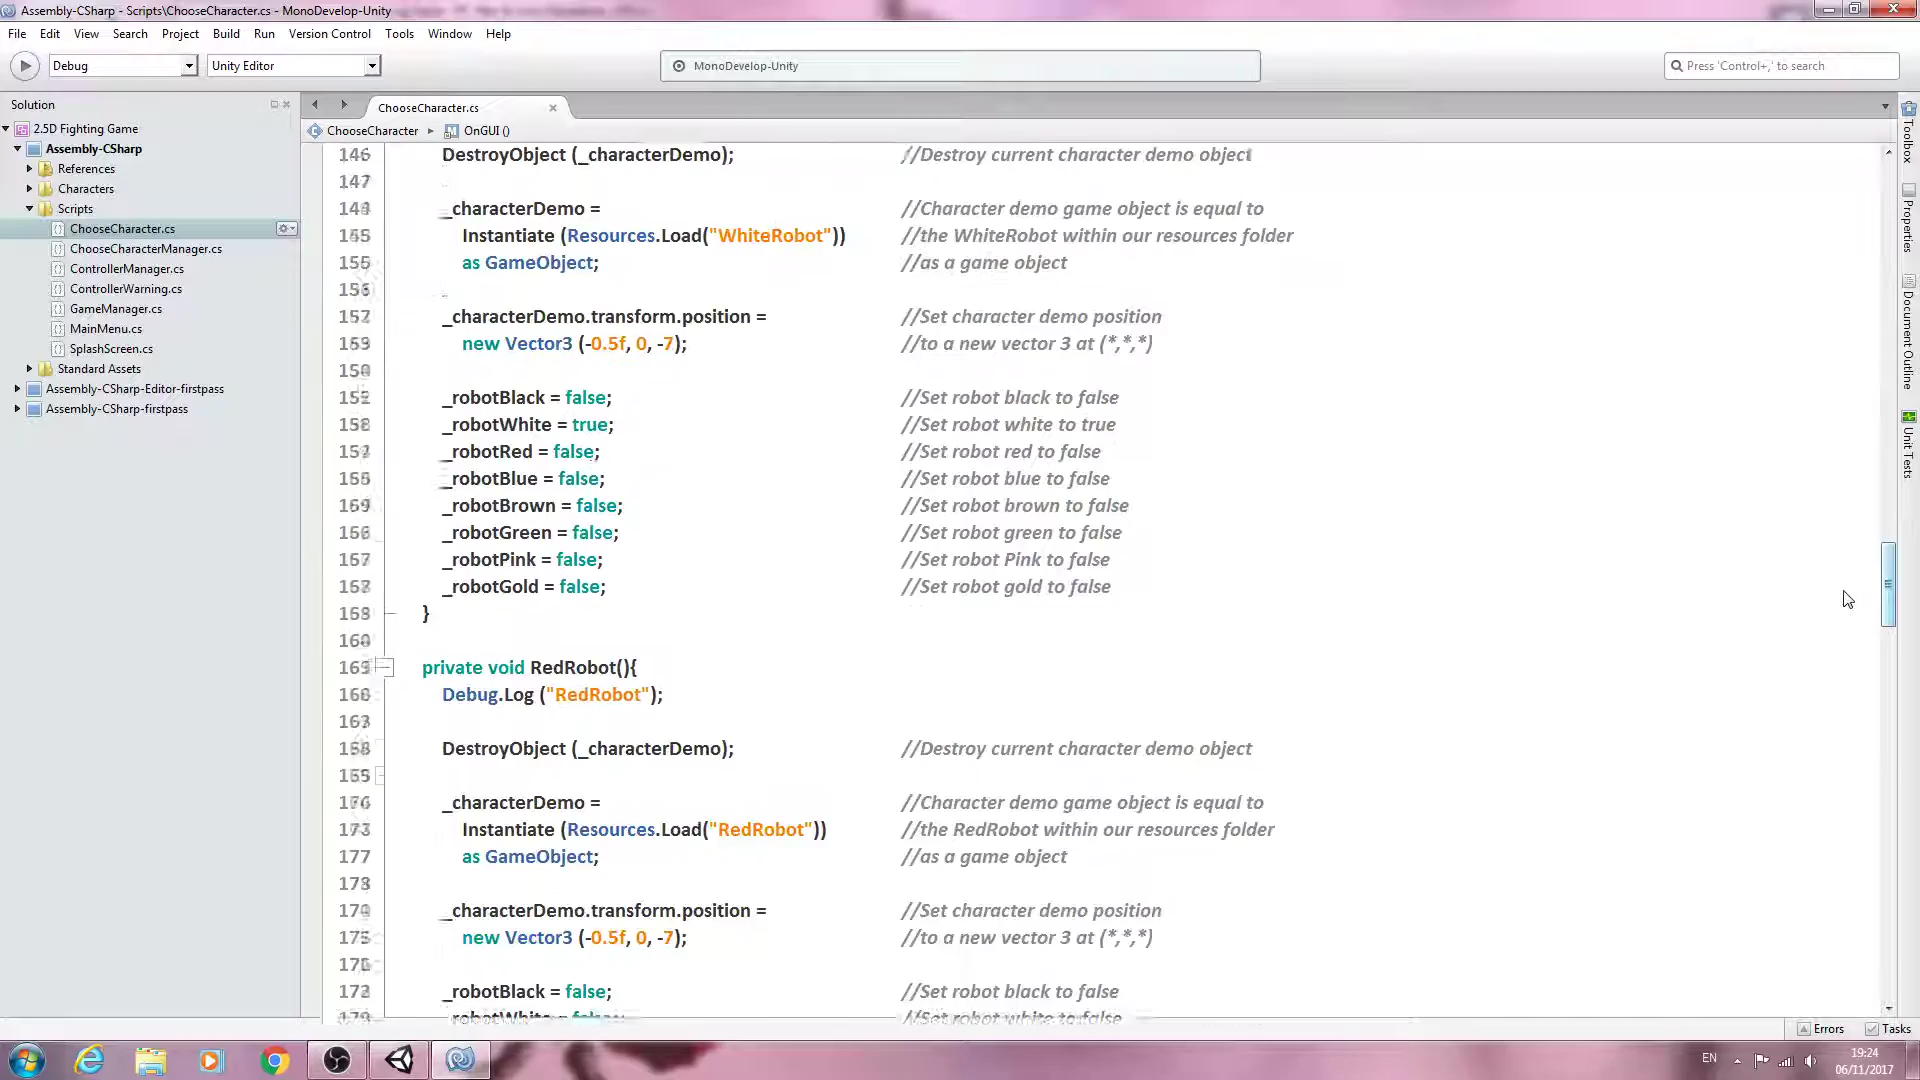 Assembly-CSharp - Scripts\ChooseCharacter.cs - MonoDevelop-Unity
File Edit View Search Project Build Run Version Control Tools Window Help
Debug Unity Editor MonoDevelop-Unity Press 'Control+,' to search
Solution
2.5D Fighting Game
Assembly-CSharp
References
Characters
Scripts
ChooseCharacter.cs
ChooseCharacterManager.cs
ControllerManager.cs
ControllerWarning.cs
GameManager.cs
MainMenu.cs
SplashScreen.cs
Standard Assets
Assembly-CSharp-Editor-firstpass
Assembly-CSharp-firstpass
ChooseCharacter.cs
ChooseCharacter OnGUI ()
DestroyObject (_characterDemo); //Destroy current character demo object
_characterDemo = //Character demo game object is equal to
Instantiate (Resources.Load("WhiteRobot")) //the WhiteRobot within our resources folder
as GameObject; //as a game object
_characterDemo.transform.position = //Set character demo position
new Vector3 (-0.5f, 0, -7); //to a new vector 3 at (*,*,*)
_robotBlack = false; //Set robot black to false
_robotWhite = true; //Set robot white to true
_robotRed = false; //Set robot red to false
_robotBlue = false; //Set robot blue to false
_robotBrown = false; //Set robot brown to false
_robotGreen = false; //Set robot green to false
_robotPink = false; //Set robot Pink to false
_robotGold = false; //Set robot gold to false
}
private void RedRobot(){
Debug.Log ("RedRobot");
DestroyObject (_characterDemo); //Destroy current character demo object
_characterDemo = //Character demo game object is equal to
Instantiate (Resources.Load("RedRobot")) //the RedRobot within our resources folder
as GameObject; //as a game object
_characterDemo.transform.position = //Set character demo position
new Vector3 (-0.5f, 0, -7); //to a new vector 3 at (*,*,*)
_robotBlack = false; //Set robot black to false
_robotWhite = false; //Set robot white to false
Toolbox
Properties
Document Outline
Unit Tests
Errors Tasks
EN 19:24
06/11/2017